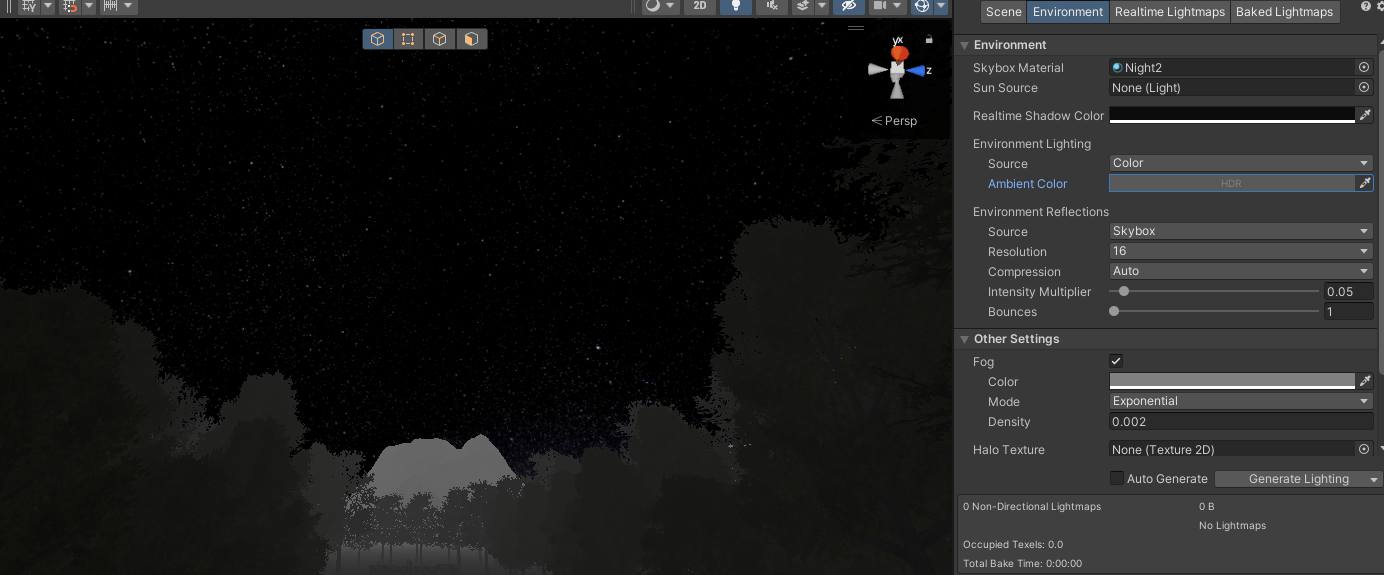 2D
Scene
Environment
Realtime Lightmaps
Baked Lightmaps
yx
z
< Persp
Environment
Skybox Material
Night2
Sun Source
None (Light)
Realtime Shadow Color
Environment Lighting
Source
Color
Ambient Color
HDR
Environment Reflections
Source
Skybox
Resolution
16
Compression
Auto
Intensity Multiplier
0.05
Bounces
1
Other Settings
Fog
Color
Mode
Exponential
Density
0.002
Halo Texture
None (Texture 2D)
Auto Generate
Generate Lighting
0 Non-Directional Lightmaps
0 B
No Lightmaps
Occupied Texels: 0.0
Total Bake Time: 0:00:00